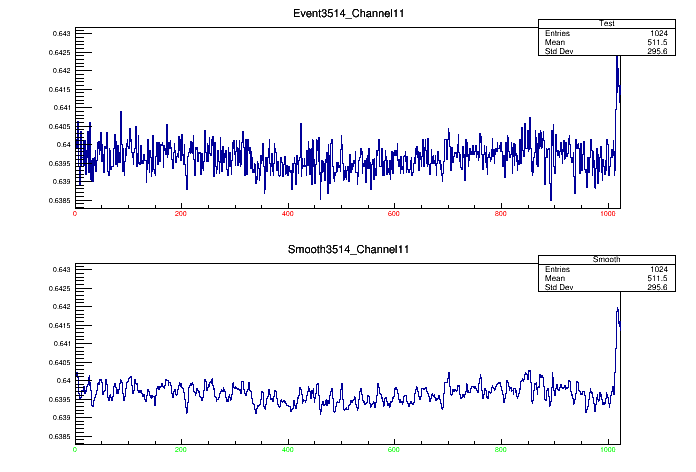 Event3514_Channel11
Test
Entries 1024
Mean 511.5
Std Dev 295.6
0.643
0.6425
0.642
0.6415
0.641
0.6405
0.64
0.6395
0.639
0.6385
0 200 400 600 800 1000
Smooth3514_Channel11
Smooth
Entries 1024
Mean 511.5
Std Dev 295.6
0.643
0.6425
0.642
0.6415
0.641
0.6405
0.64
0.6395
0.639
0.6385
0 200 400 600 800 1000